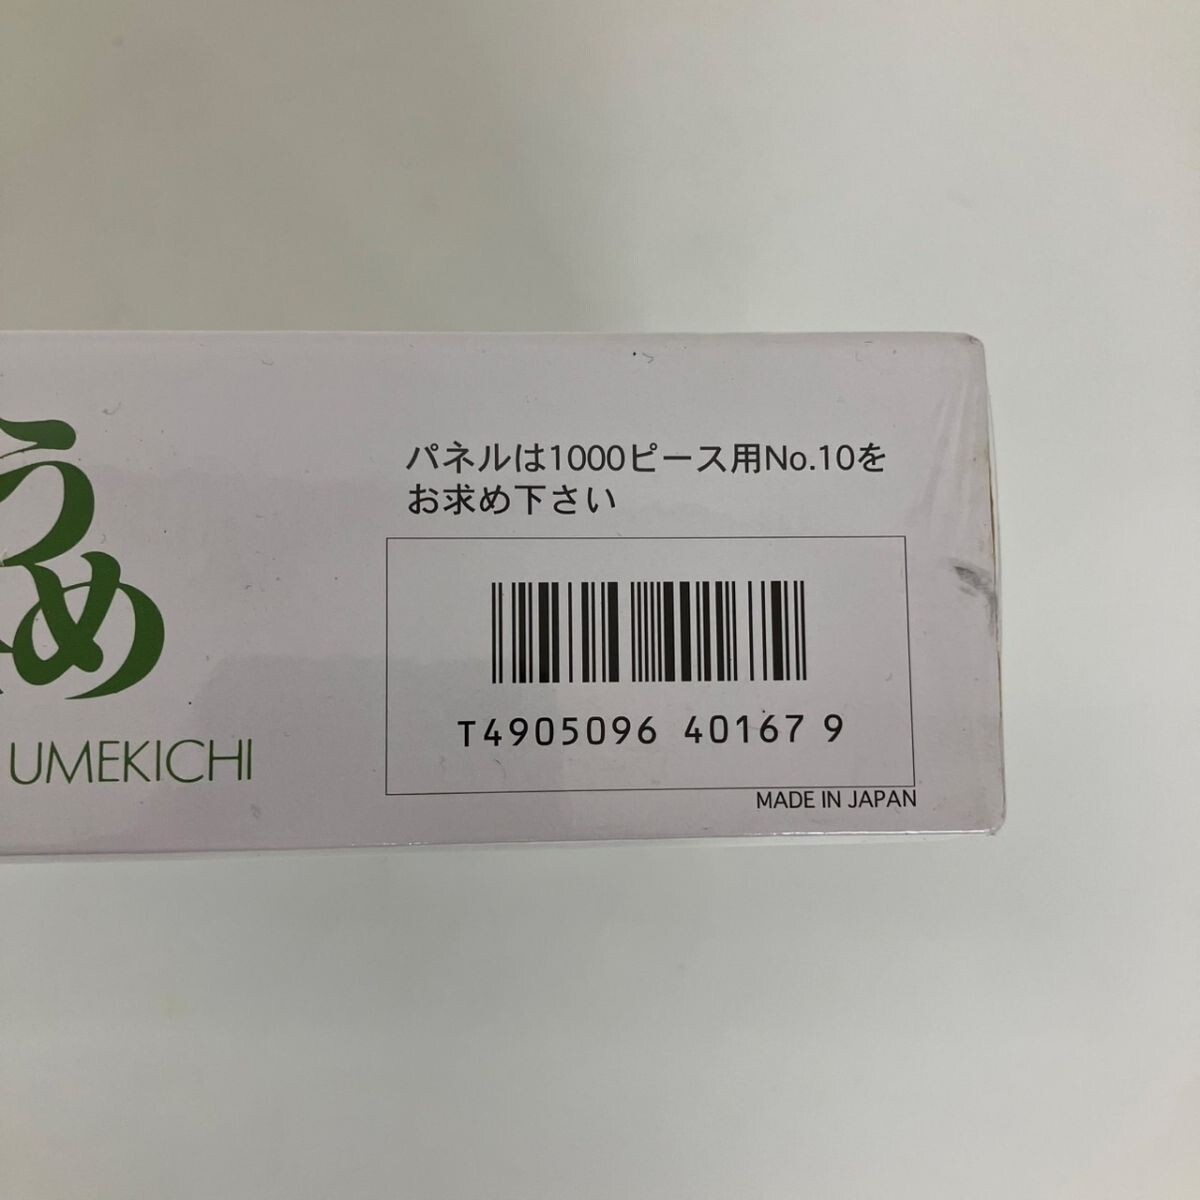 パネルは1000ピース用No.10を
お求め下さい
うめ
UMEKICHI
T4905096 40167 9
MADE IN JAPAN